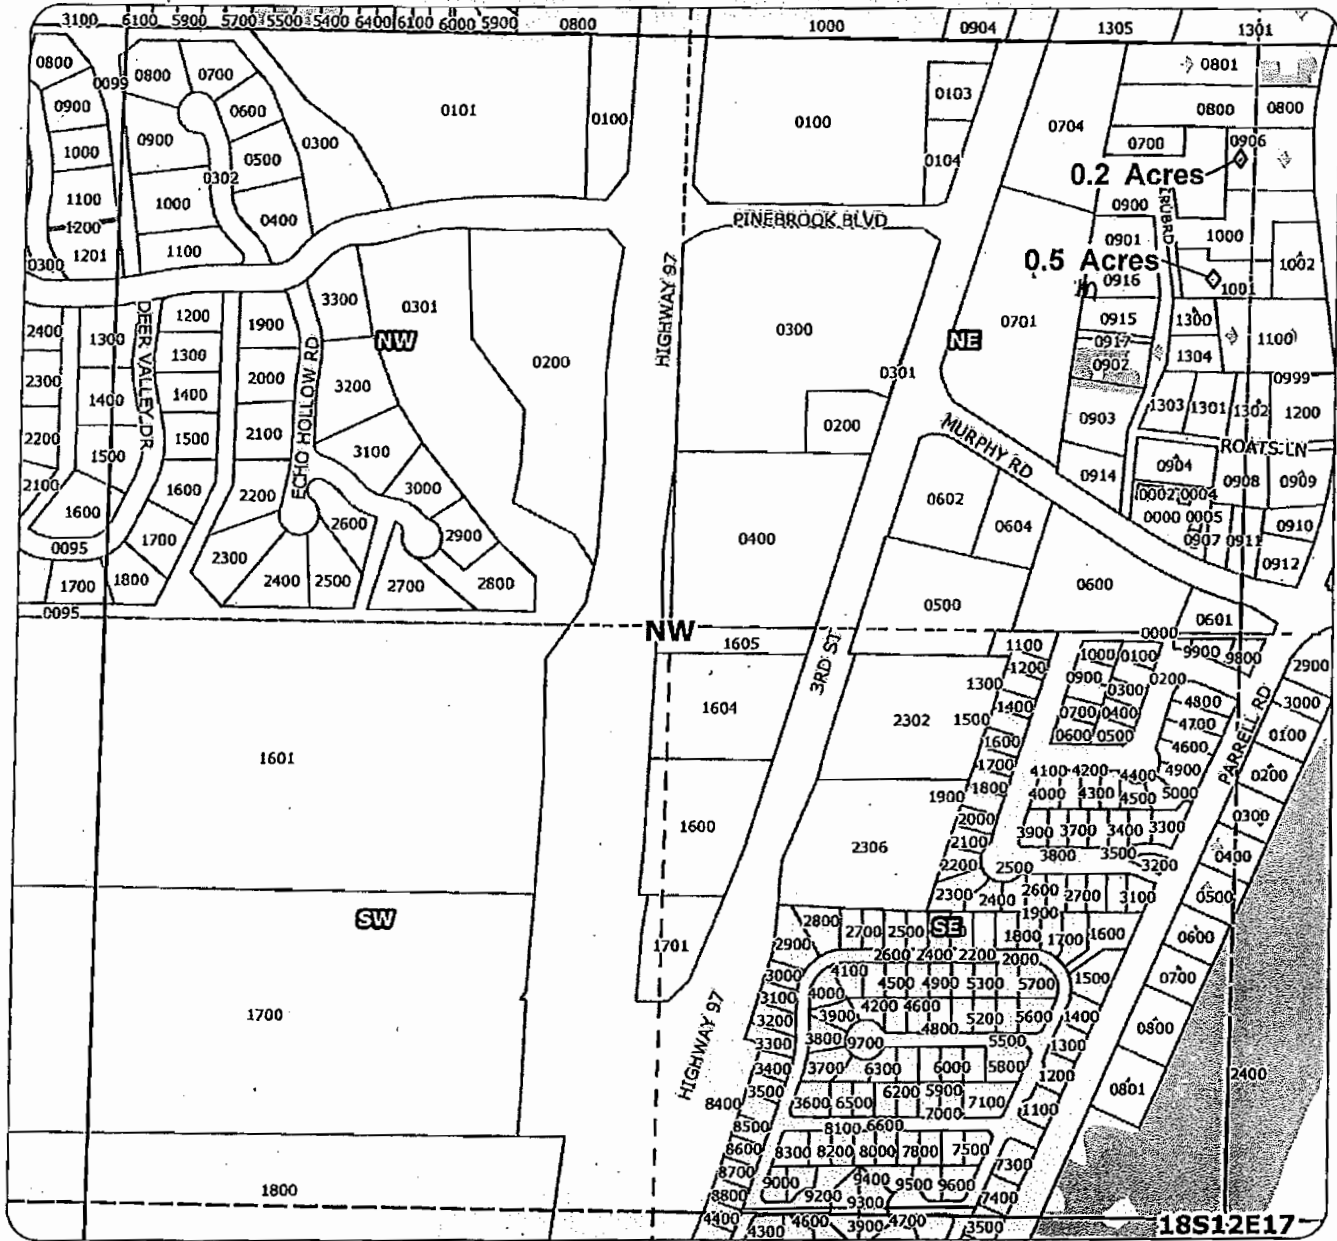 3100 6100 5900 5700 5500 5400 6400 6100 6000 5900 0800 1000 0904 1305 1301
0800 0099 0800 0700 0101 0100 0100 0103 0704 0801
0900 0600 0900 0300 0104 0700 0800 0800 0906
1000 0500 0302
0.2 Acres
1100 1000 0400 0900
1200
PINEBROOK BLVD
1201 1100 0901 1000
0300 0916 1002
0.5 Acres
1001
HIGHWAY 97
3300 0301 0701
2400 1300 1200 1900 0300 0915 1300 1100
NW
NE
DEER VALLEY DR
ECHO HOLLOW RD
1300 0200 0917 1304
2300 2000 3200 0301 0902 0999
1400 1400 1303 1301 1302 1200
2200 1500 2100 0200 0903
MURPHY RD
ROATS LN
1500 3100 0904 0908 0909
2100 1600 2200 3000 0602 0914 0002 0004
1600 2600 0604 0000 0005 0910
0095 1700 2900 0400 0907 0911
2300 0912
1700 1800 2400 2500 2700 2800 0600
0095 0500 0601
NW
0000
1605 1100 1000 0100 9900 9800 2900
3RD ST
1200 0900 0200
1300 0300 3000
1604 2302 1500 1400 0700 0400 4800 0100
PARRELL RD
1600 0600 0500 4700
1601 1700 4100 4200 4400 4600 4900 0200
1900 1800 4000 4300 4500 5000
1600 2000 3900 3700 3400 3300 0300
2306 2100 3800 3500
2200 2500 3200 0400
2300 2400 2600 2700 3100 0500
SW
SE
2800 2700 2500 1900
1701 2900 1800 1700 1600 0600
2600 2400 2200 2000
3000 4100 4500 4900 5300 5700 1500 0700
3100 4000 4200 4600
HIGHWAY 97
1700 3200 3900 4800 5200 5600 1400 0800
3300 3800 9700 5500 1300
3400 3700 6300 6000 5800 1200 2400
3500 6200 5900 0801
8400 3600 6500 7000 7100 1100
8500 8100 6600
8600 8300 8200 8000 7800 7500
8700 9400 7300
1800 8800 9000 9200 9300 9500 9600 7400
4400 4300 4600 3900 4700 3500
18S12E17